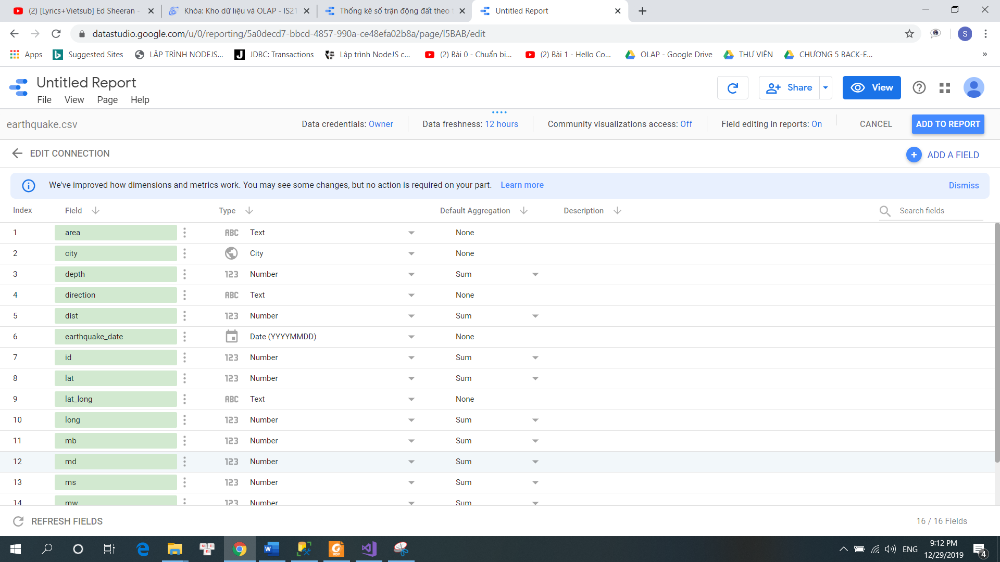 (2) [Lyrics+Vietsub] Ed Sheeran -
Khóa: Kho dữ liệu và OLAP - IS21
Thống kê số trận động đất theo t
Untitled Report
datastudio.google.com/u/0/reporting/5a0decd7-bbcd-4857-990a-ce48efa02b8a/page/l5BAB/edit
S
Apps
Suggested Sites
LẬP TRÌNH NODEJS...
JDBC: Transactions
Lập trình NodeJS c...
(2) Bài 0 - Chuẩn bị...
(2) Bài 1 - Hello Co...
OLAP - Google Drive
THƯ VIỆN
CHƯƠNG 5 BACK-E...
»
Untitled Report
File View Page Help
Share
View
earthquake.csv
Data credentials: Owner
Data freshness: 12 hours
Community visualizations access: Off
Field editing in reports: On
CANCEL
ADD TO REPORT
EDIT CONNECTION
ADD A FIELD
We've improved how dimensions and metrics work. You may see some changes, but no action is required on your part. Learn more
Dismiss
Index Field Type Default Aggregation Description Search fields
1 area ABC Text None
2 city City None
3 depth 123 Number Sum
4 direction ABC Text None
5 dist 123 Number Sum
6 earthquake_date Date (YYYYMMDD) None
7 id 123 Number Sum
8 lat 123 Number Sum
9 lat_long ABC Text None
10 long 123 Number Sum
11 mb 123 Number Sum
12 md 123 Number Sum
13 ms 123 Number Sum
14 mw 123 Number Sum
REFRESH FIELDS
16 / 16 Fields
ENG
9:12 PM
12/29/2019
4